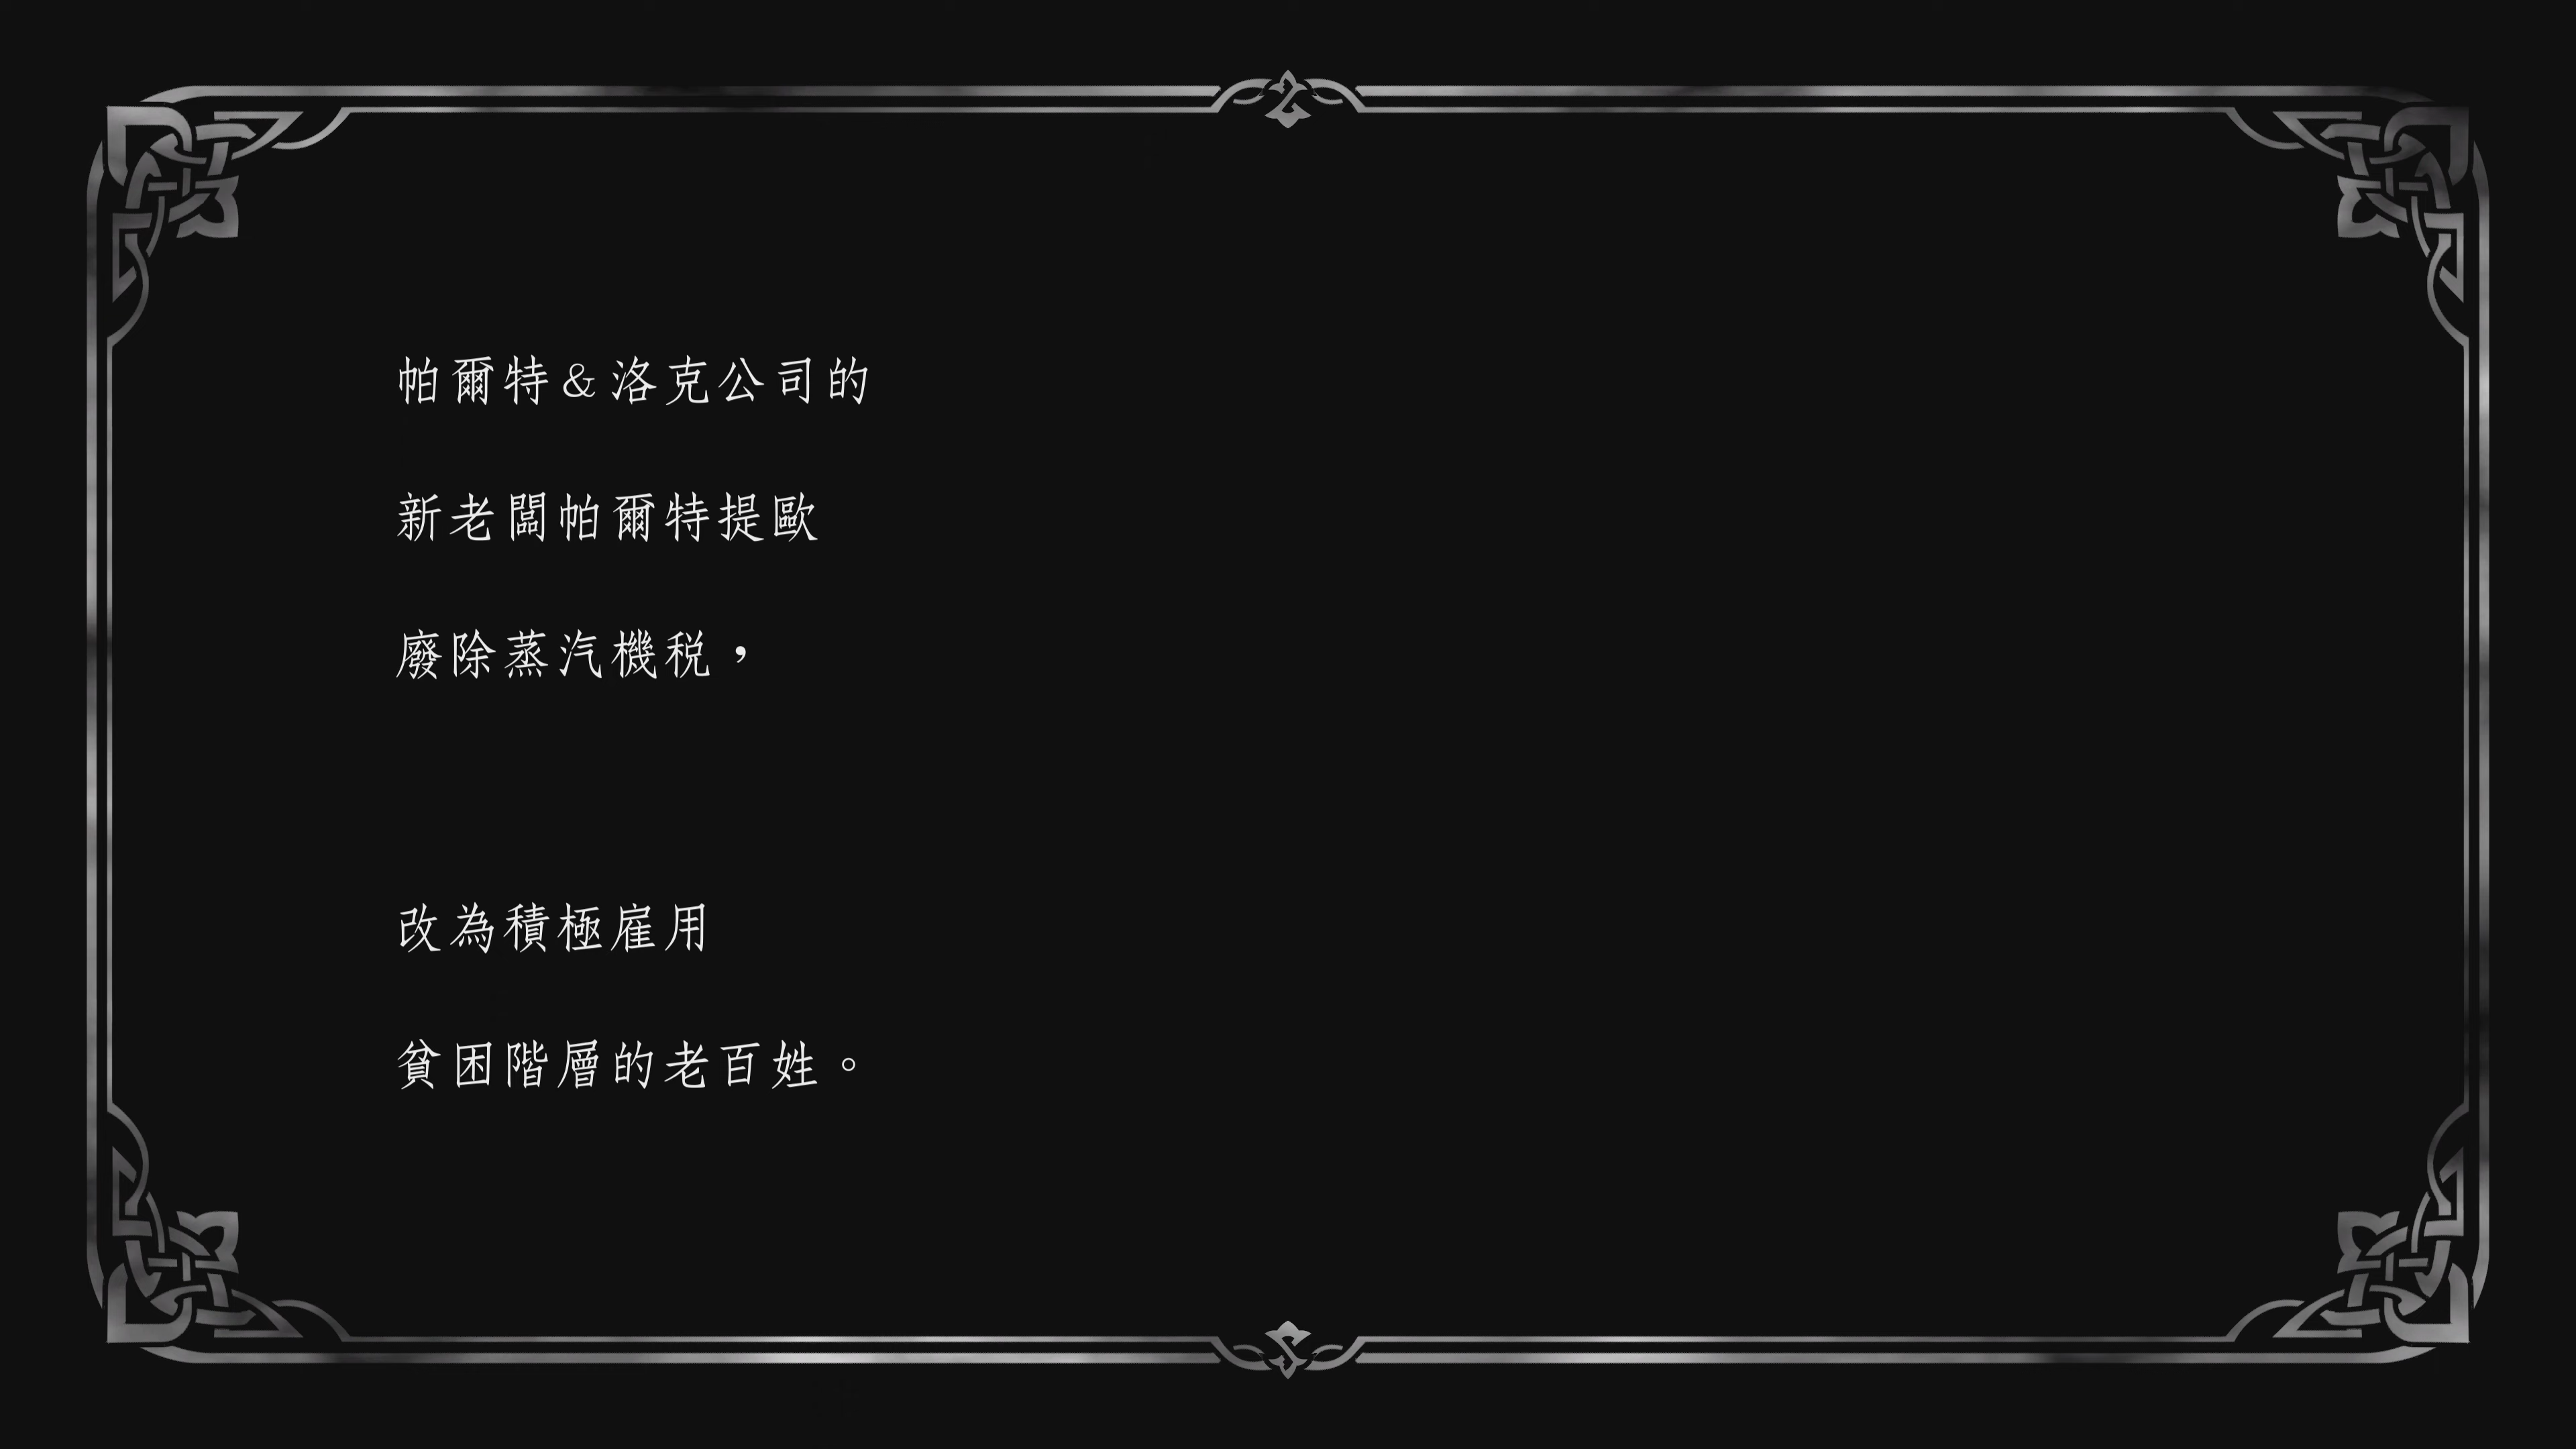 帕爾特＆洛克公司的
新老闆帕爾特提歐
廢除蒸汽機稅，
改為積極雇用
貧困階層的老百姓。